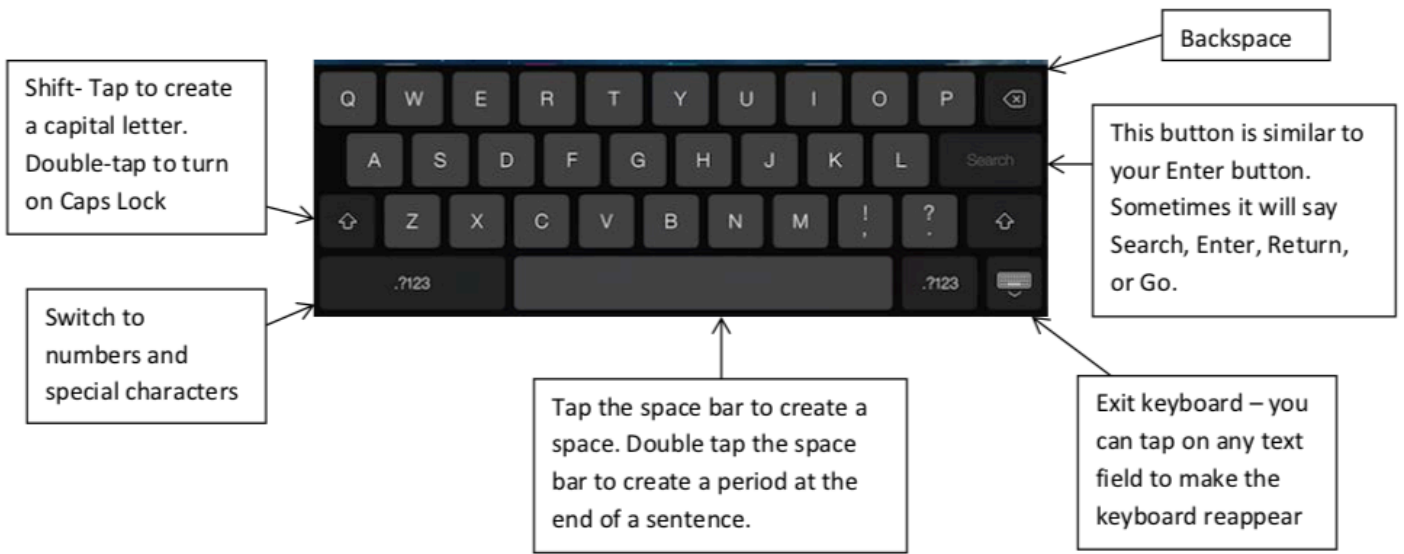 Backspace
Shift- Tap to create
a capital letter.
Double-tap to turn
on Caps Lock
Q W E R T Y U I O P
A S D F G H J K L Search
Z X C V B N M ! , ? .
.?123 .?123
This button is similar to
your Enter button.
Sometimes it will say
Search, Enter, Return,
or Go.
Switch to
numbers and
special characters
Tap the space bar to create a
space. Double tap the space
bar to create a period at the
end of a sentence.
Exit keyboard – you
can tap on any text
field to make the
keyboard reappear